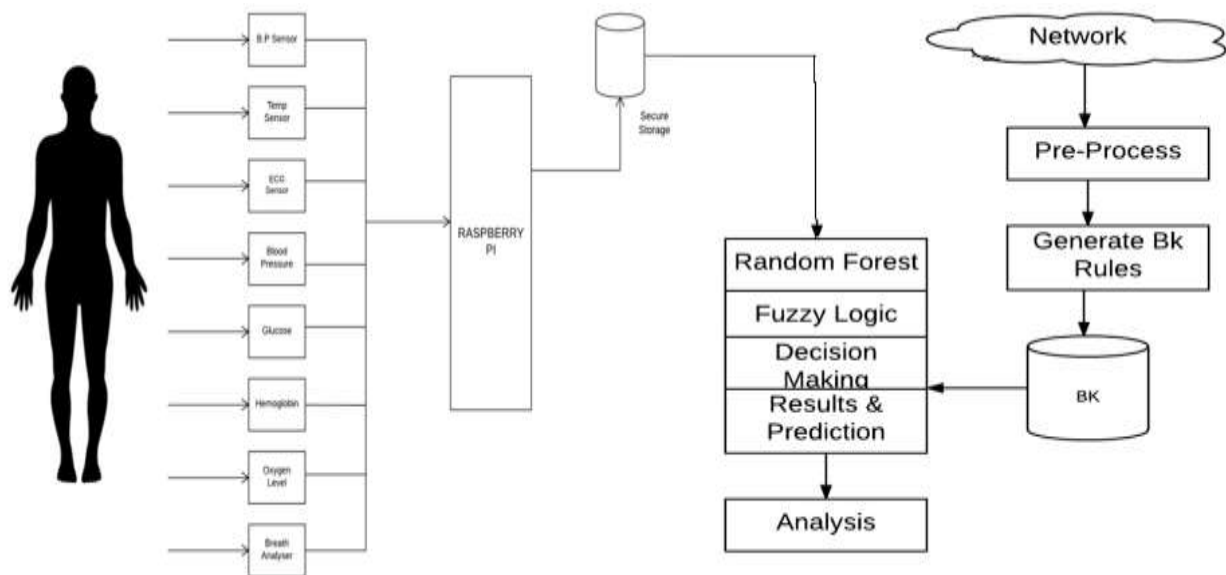 B.P Sensor
Temp
Sensor
ECG
Sensor
Blood
Pressure
Glucose
Hemoglobin
Oxygen
Level
Breath
Analyser
RASPBERRY
PI
Secure
Storage
Random Forest
Fuzzy Logic
Decision
Making
Results &
Prediction
Analysis
Network
Pre-Process
Generate Bk
Rules
BK